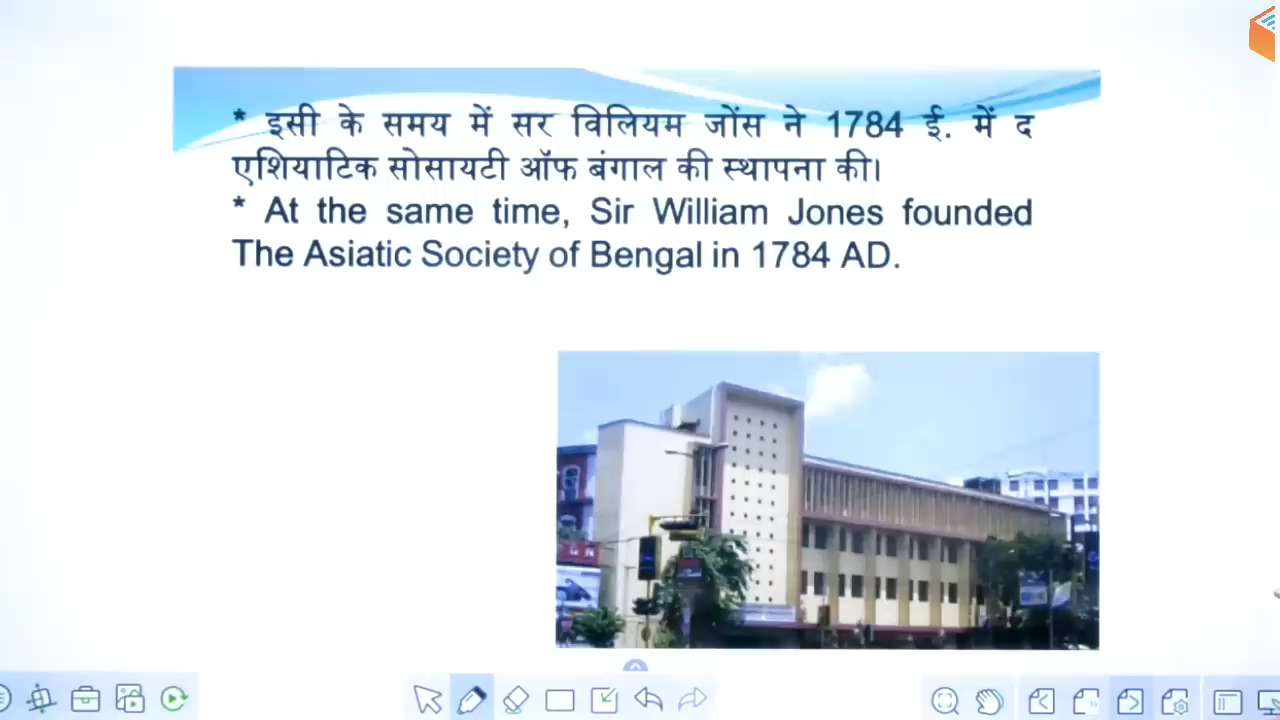 * इसी के समय में सर विलियम जोंस ने 1784 ई. में द
एशियाटिक सोसायटी ऑफ बंगाल की स्थापना की।
* At the same time, Sir William Jones founded
The Asiatic Society of Bengal in 1784 AD.